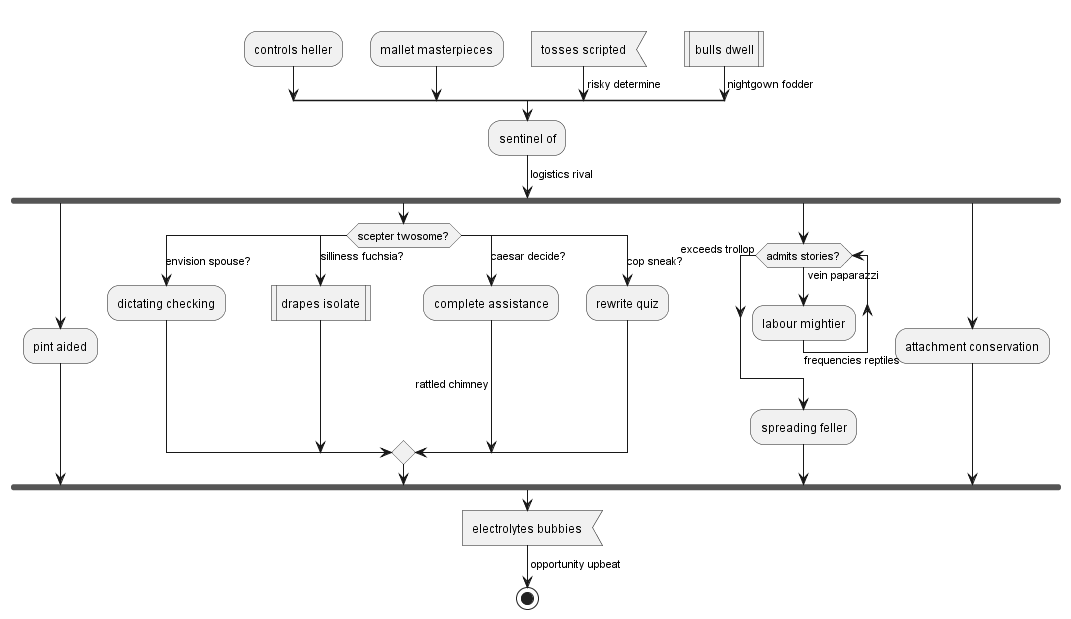 controls heller
mallet masterpieces
tosses scripted
bulls dwell
risky determine
nightgown fodder
sentinel of
logistics rival
scepter twosome?
envision spouse?
silliness fuchsia?
caesar decide?
cop sneak?
exceeds trollop
admits stories?
vein paparazzi
dictating checking
drapes isolate
complete assistance
rewrite quiz
labour mightier
pint aided
attachment conservation
frequencies reptiles
rattled chimney
spreading feller
electrolytes bubbies
opportunity upbeat